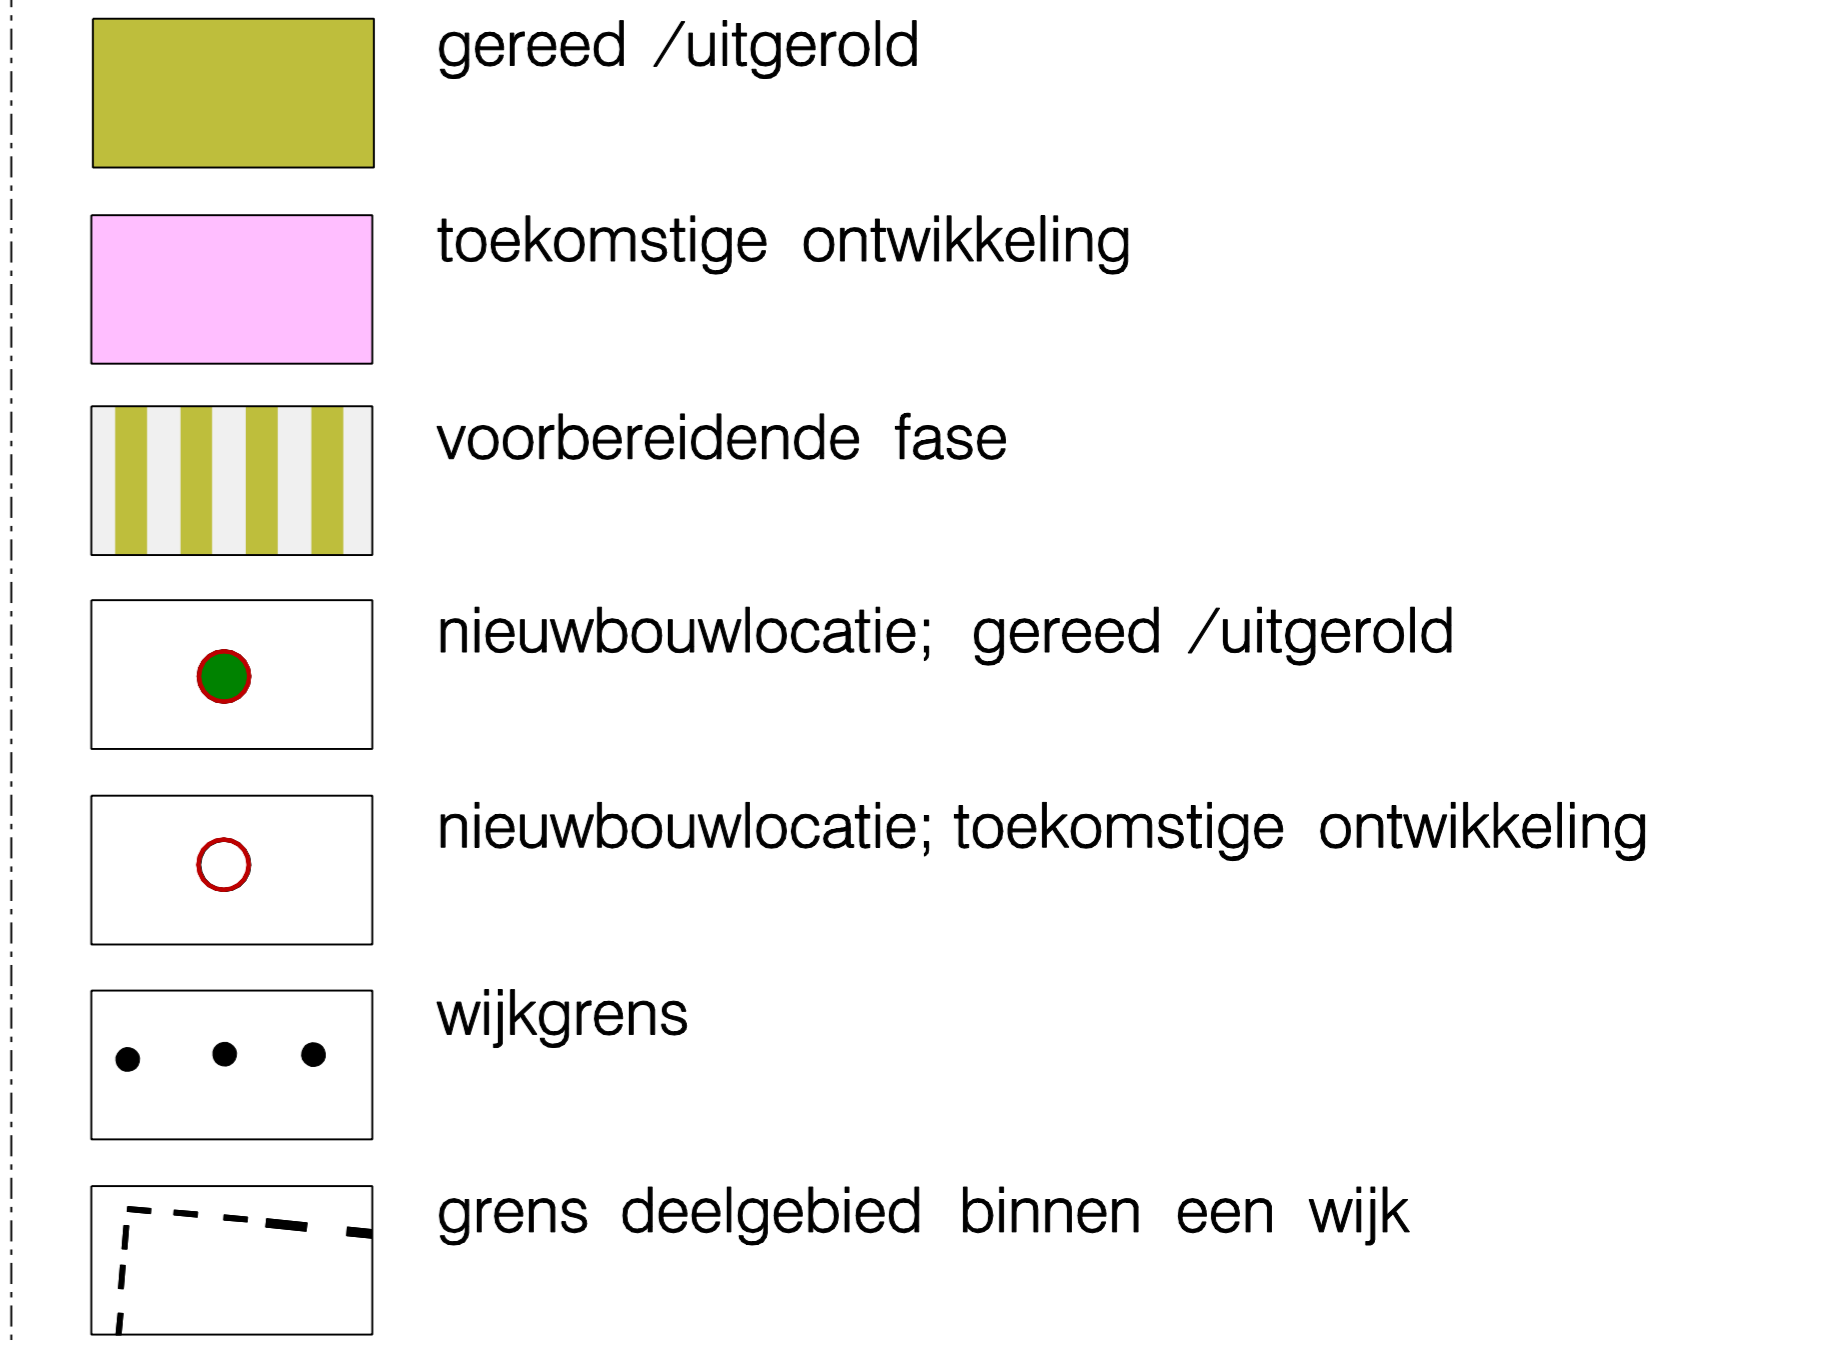 gereed /uitgerold
toekomstige ontwikkeling
voorbereidende fase
nieuwbouwlocatie; gereed /uitgerold
nieuwbouwlocatie; toekomstige ontwikkeling
wijkgrens
grens deelgebied binnen een wijk